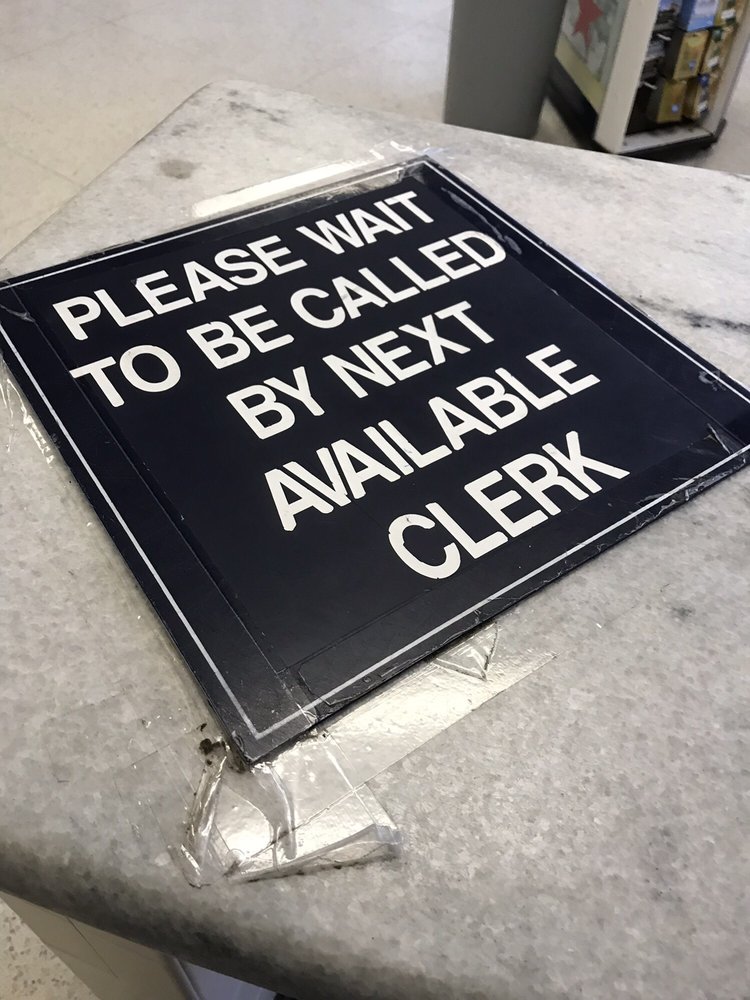 PLEASE WAIT
TO BE CALLED
BY NEXT
AVAILABLE
CLERK